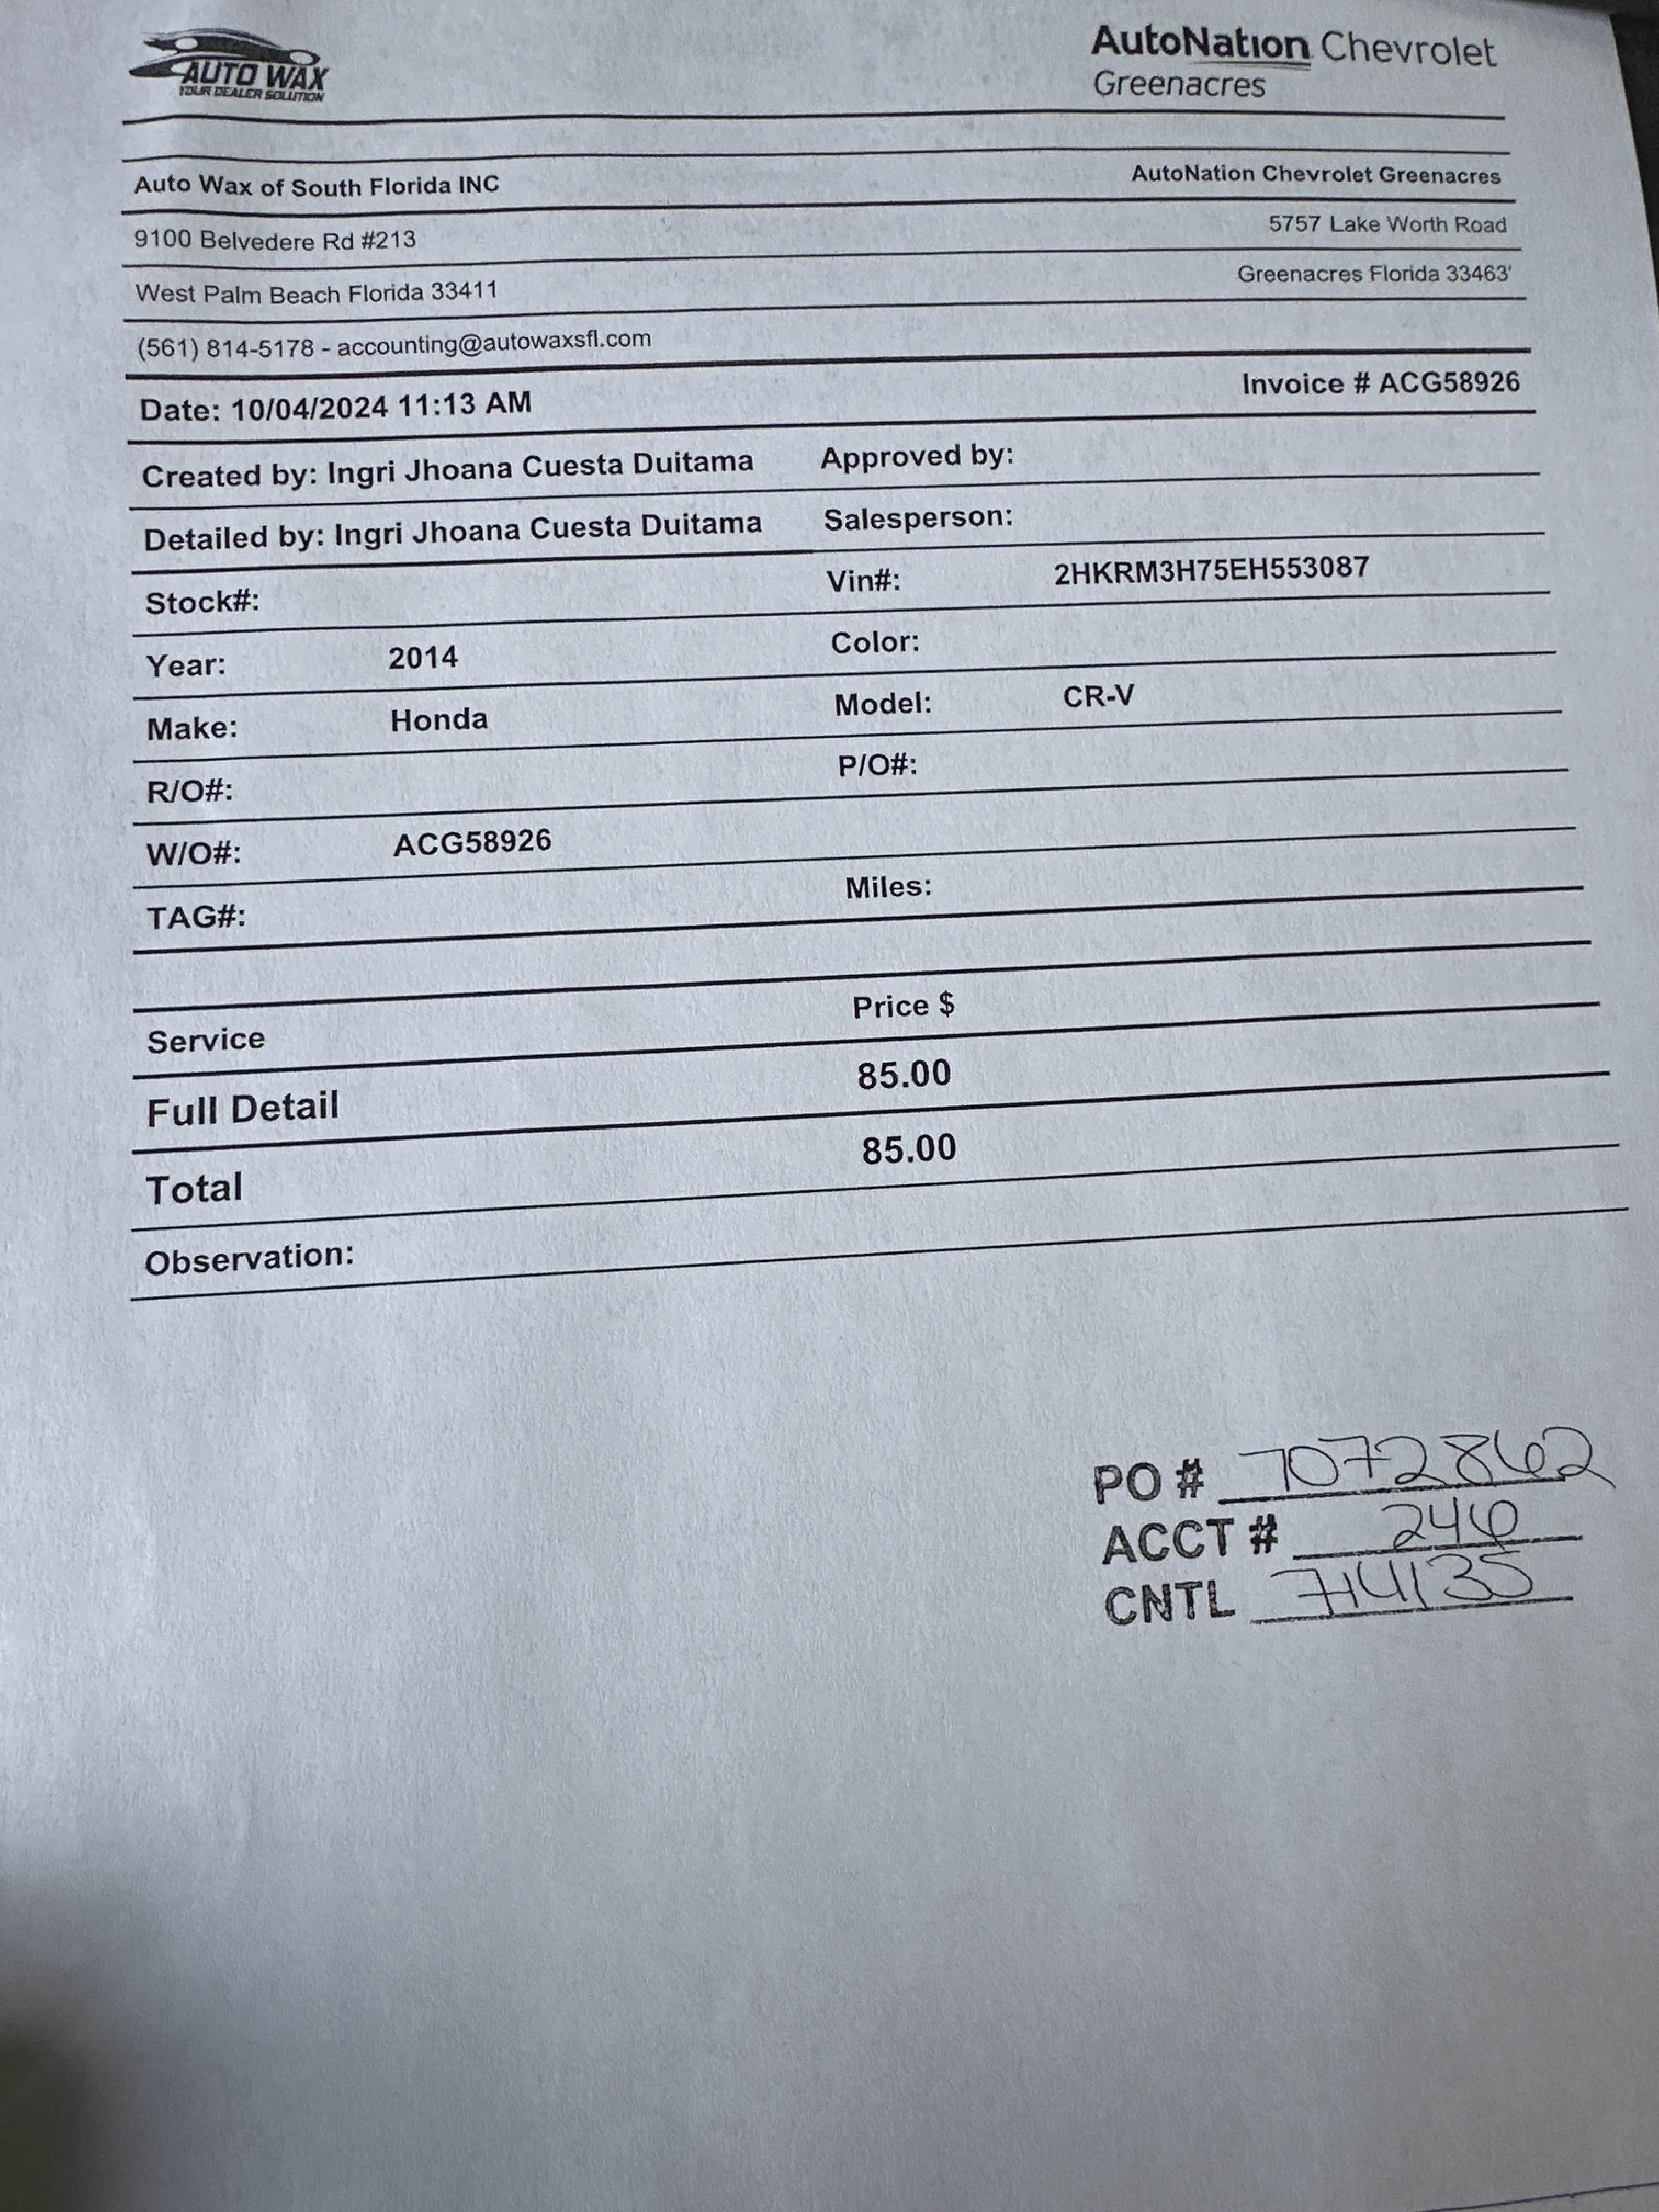 AUTO WAX
YOUR DEALER SOLUTION
AutoNation Chevrolet
Greenacres
Auto Wax of South Florida INC
AutoNation Chevrolet Greenacres
9100 Belvedere Rd #213
5757 Lake Worth Road
West Palm Beach Florida 33411
Greenacres Florida 33463'
(561) 814-5178 - accounting@autowaxsfl.com
Date: 10/04/2024 11:13 AM
Invoice # ACG58926
Created by: Ingri Jhoana Cuesta Duitama Approved by:
Detailed by: Ingri Jhoana Cuesta Duitama Salesperson:
Stock#: Vin#: 2HKRM3H75EH553087
Year: 2014 Color:
Make: Honda Model: CR-V
R/O#: P/O#:
W/O#: ACG58926
TAG#: Miles:
Service Price $
Full Detail 85.00
Total 85.00
Observation:
PO # 7072862
ACCT # 246
CNTL 714135